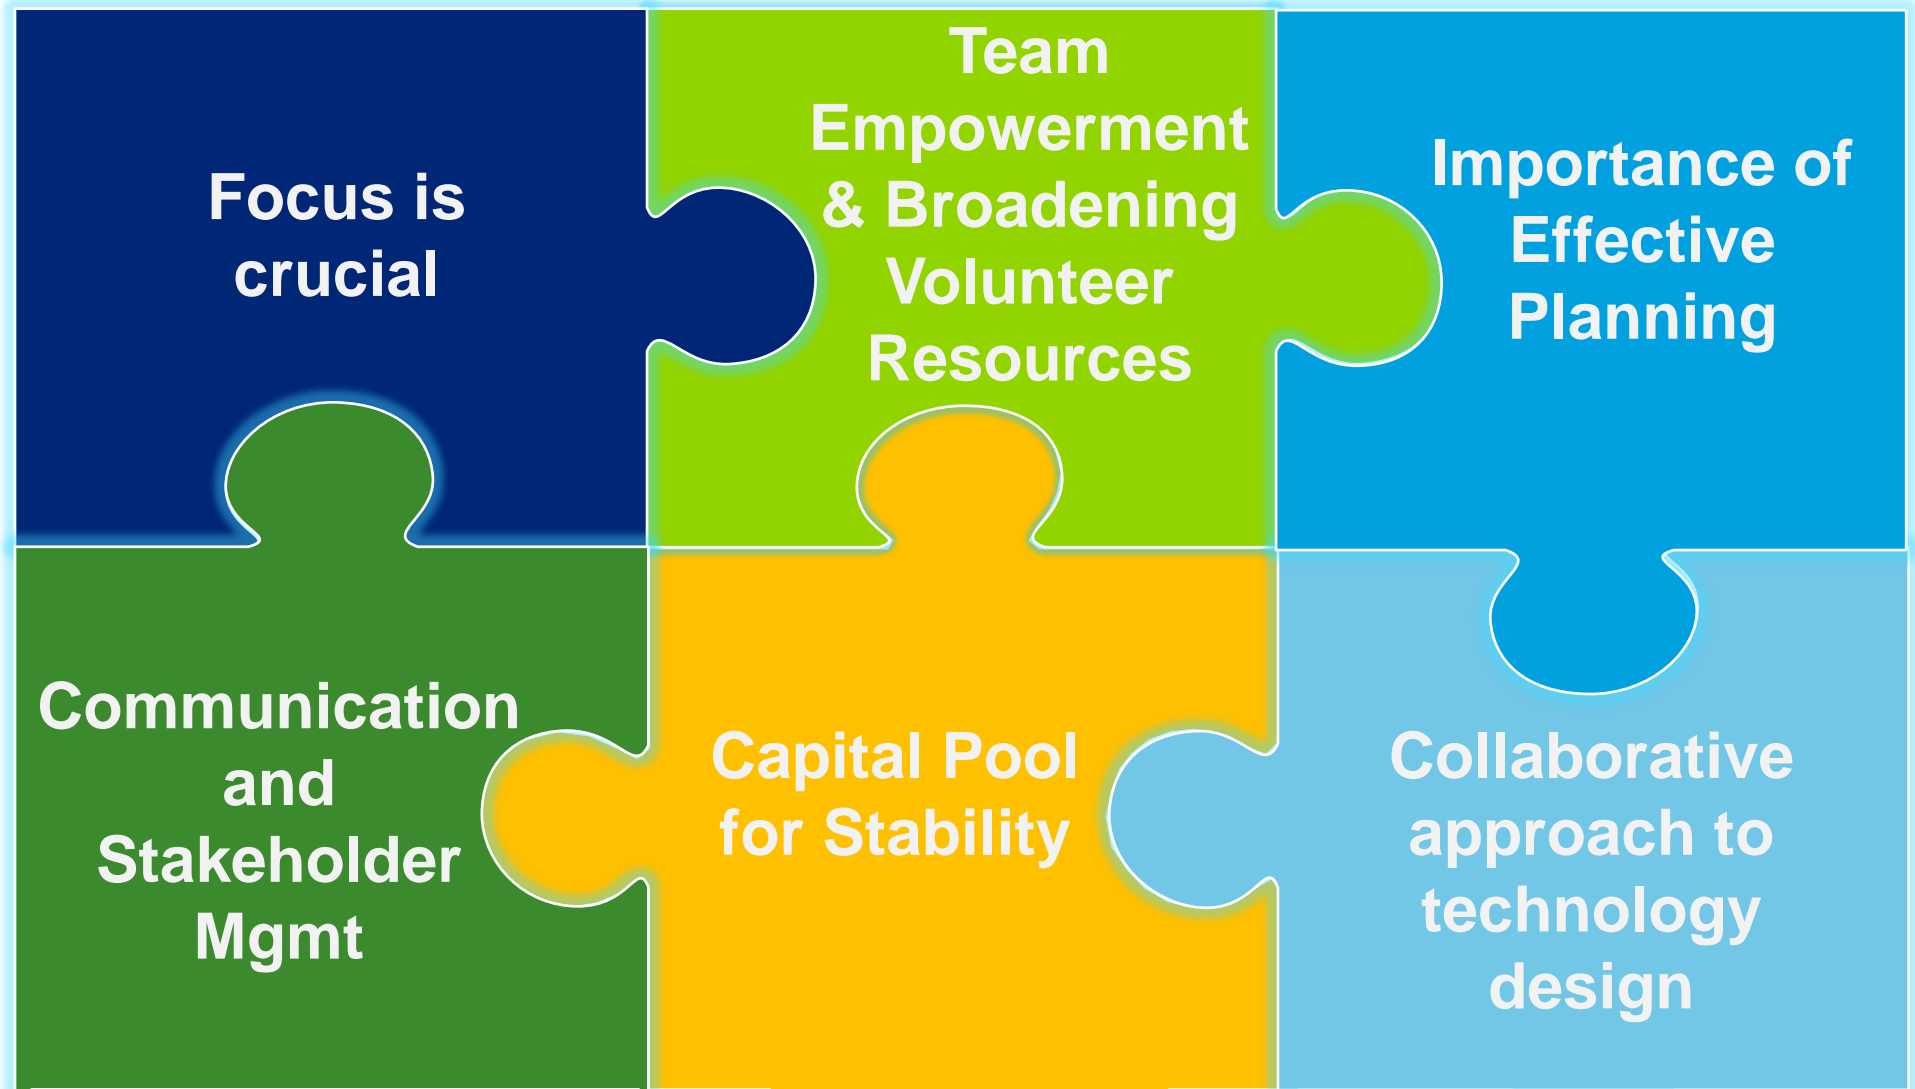 Focus is
crucial
Team
Empowerment
& Broadening
Volunteer
Resources
Importance of
Effective
Planning
Communication
and
Stakeholder
Mgmt
Capital Pool
for Stability
Collaborative
approach to
technology
design